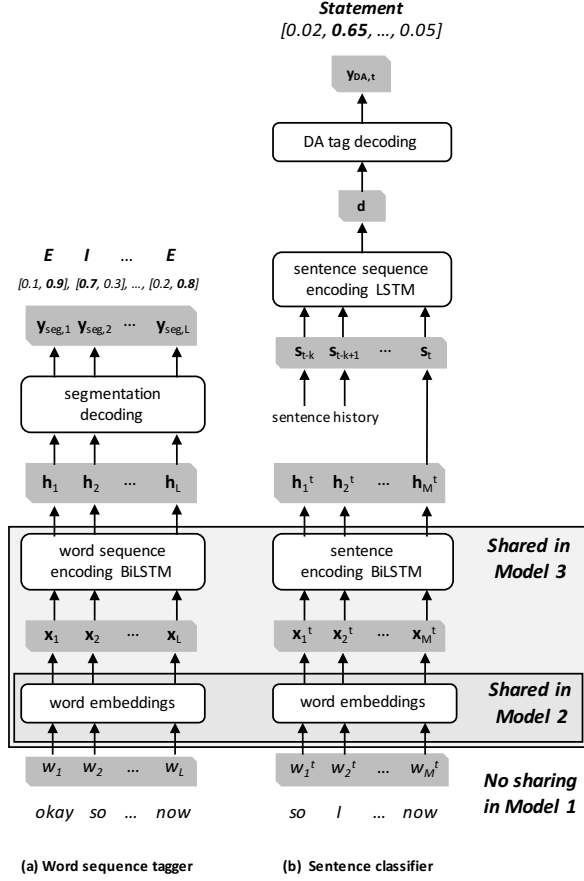 Statement
[0.02, 0.65, ..., 0.05]
y_DA,t
DA tag decoding
d
sentence sequence
encoding LSTM
s_t-k s_t-k+1 ... s_t
sentence history
h_1^t h_2^t ... h_M^t
sentence
encoding BiLSTM
x_1^t x_2^t ... x_M^t
word embeddings
w_1^t w_2^t ... w_M^t
so I ... now
(b) Sentence classifier
E I ... E
[0.1, 0.9], [0.7, 0.3], ..., [0.2, 0.8]
y_seg,1 y_seg,2 ... y_seg,L
segmentation
decoding
h_1 h_2 ... h_L
word sequence
encoding BiLSTM
x_1 x_2 ... x_L
word embeddings
w_1 w_2 ... w_L
okay so ... now
(a) Word sequence tagger
Shared in
Model 3
Shared in
Model 2
No sharing
in Model 1